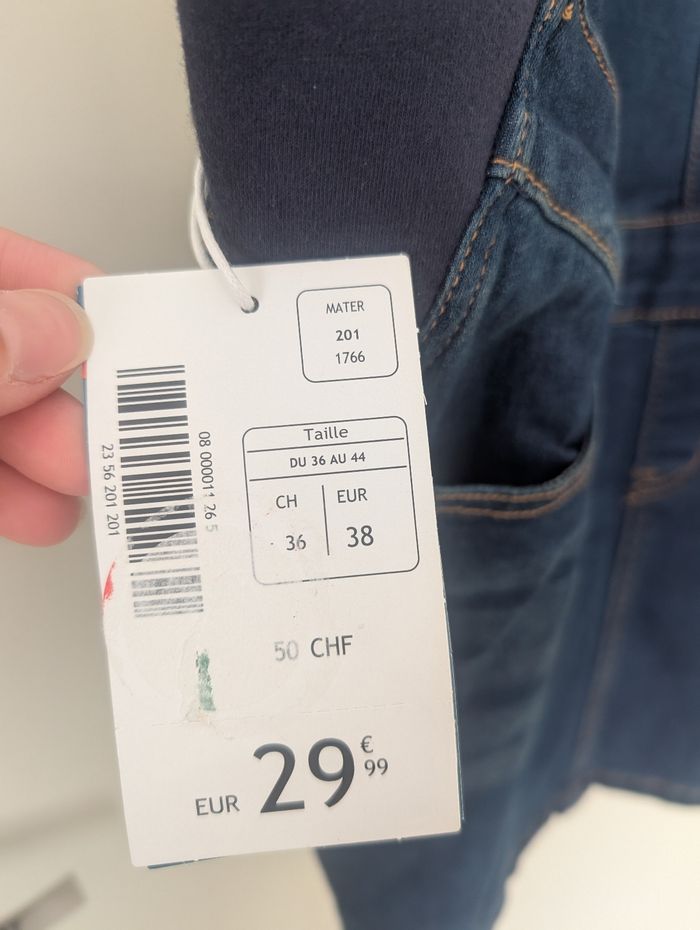 MATER
201
1766
23 56 201 201
08 000011 26 5
Taille
DU 36 AU 44
CH EUR
36 38
50 CHF
EUR 29€99